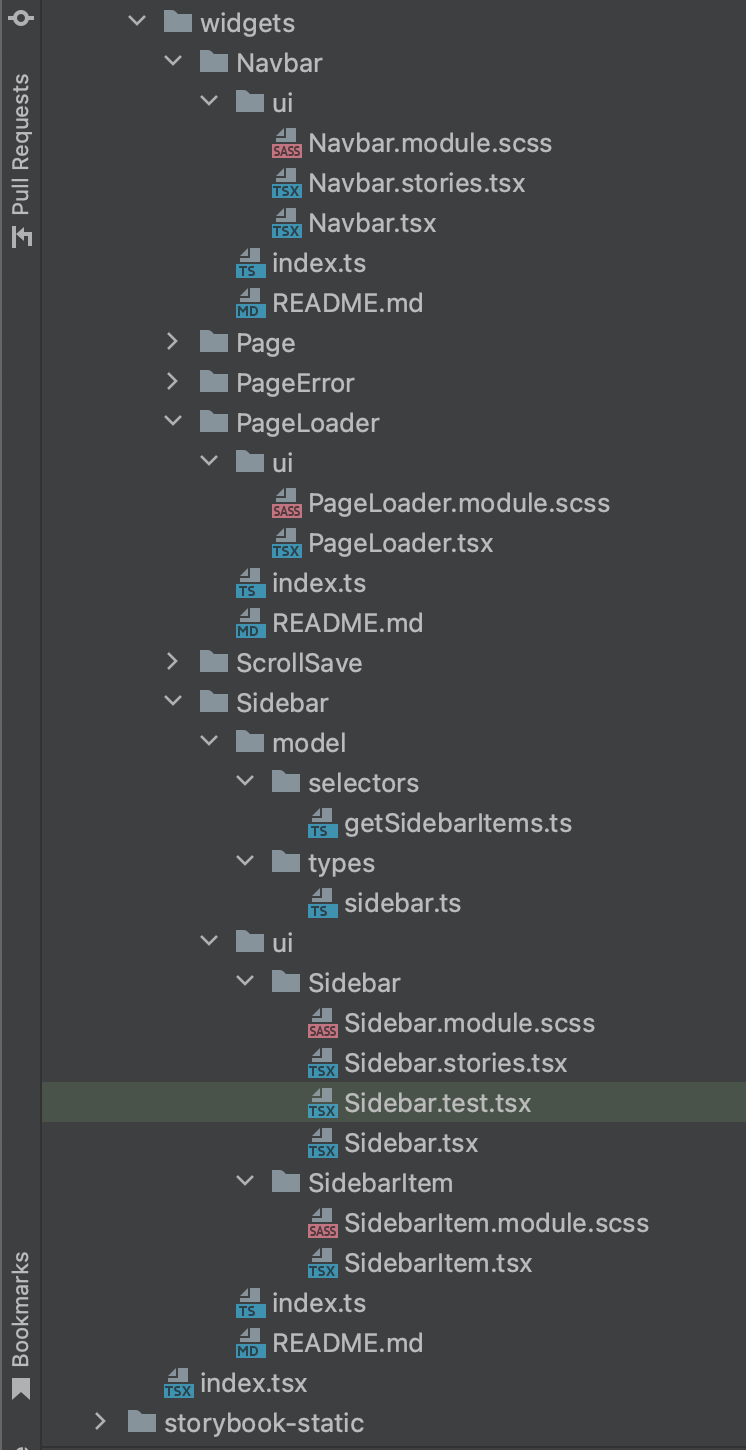 widgets
Navbar
ui
SASS Navbar.module.scss
TSX Navbar.stories.tsx
TSX Navbar.tsx
TS index.ts
MD README.md
Page
PageError
PageLoader
ui
SASS PageLoader.module.scss
TSX PageLoader.tsx
TS index.ts
MD README.md
ScrollSave
Sidebar
model
selectors
TS getSidebarItems.ts
types
TS sidebar.ts
ui
Sidebar
SASS Sidebar.module.scss
TSX Sidebar.stories.tsx
TSX Sidebar.test.tsx
TSX Sidebar.tsx
SidebarItem
SASS SidebarItem.module.scss
TSX SidebarItem.tsx
TS index.ts
MD README.md
TSX index.tsx
storybook-static
Pull Requests
Bookmarks